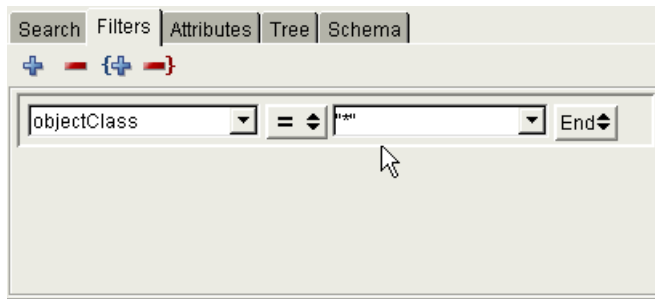 Search Filters Attributes Tree Schema
{ }
objectClass = "*" End